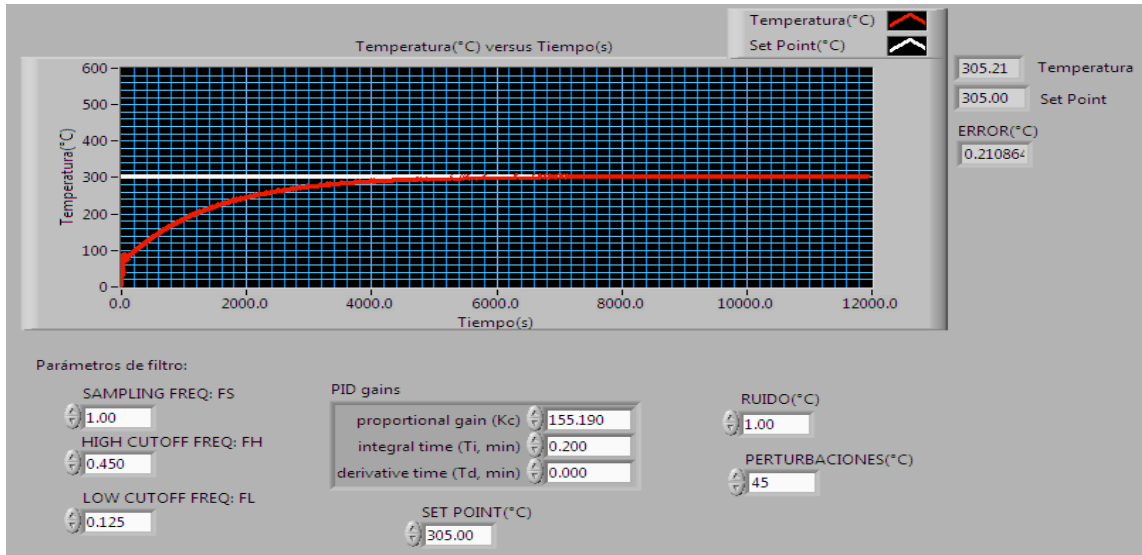 Temperatura(°C)
Temperatura(°C) versus Tiempo(s)
Set Point(°C)
600
500
400
300
200
100
0
Temperatura(°C)
0.0 2000.0 4000.0 6000.0 8000.0 10000.0 12000.0
Tiempo(s)
305.21 Temperatura
305.00 Set Point
ERROR(°C)
0.210864
Parámetros de filtro:
SAMPLING FREQ: FS
1.00
HIGH CUTOFF FREQ: FH
0.450
LOW CUTOFF FREQ: FL
0.125
PID gains
proportional gain (Kc) 155.190
integral time (Ti, min) 0.200
derivative time (Td, min) 0.000
SET POINT(°C)
305.00
RUIDO(°C)
1.00
PERTURBACIONES(°C)
45